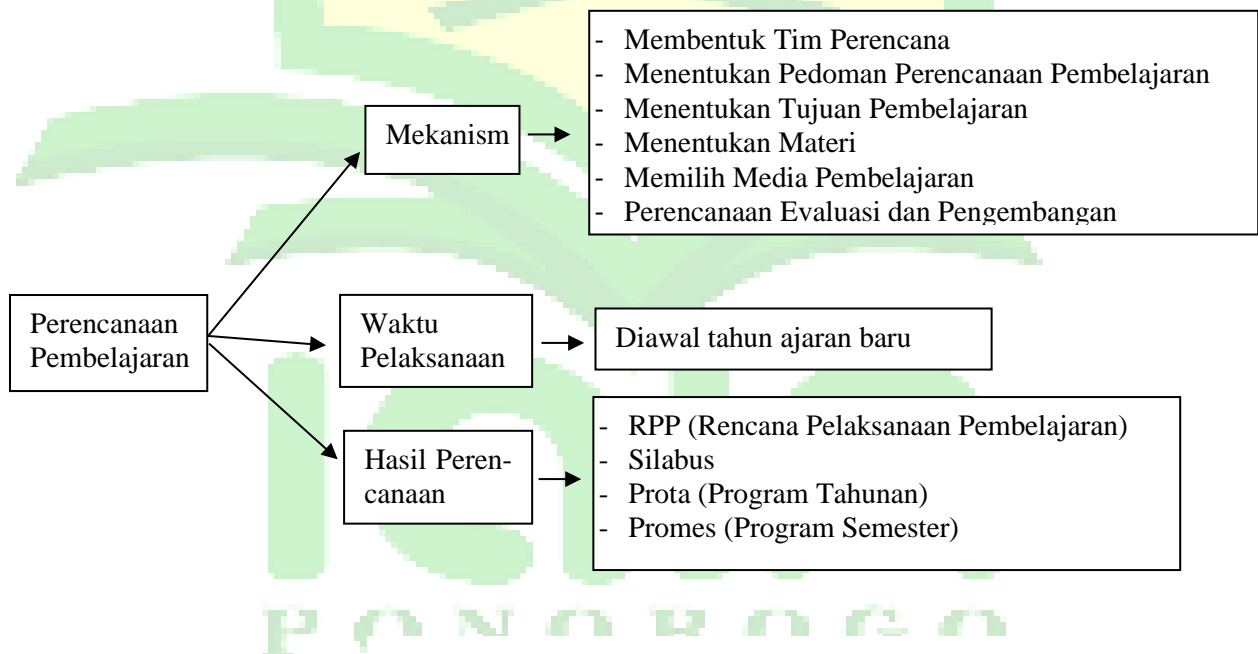 - Membentuk Tim Perencana
- Menentukan Pedoman Perencanaan Pembelajaran
- Menentukan Tujuan Pembelajaran
- Menentukan Materi
- Memilih Media Pembelajaran
- Perencanaan Evaluasi dan Pengembangan
Mekanism
Perencanaan
Pembelajaran
Waktu
Pelaksanaan
Diawal tahun ajaran baru
Hasil Peren-
canaan
- RPP (Rencana Pelaksanaan Pembelajaran)
- Silabus
- Prota (Program Tahunan)
- Promes (Program Semester)
PONOROGO